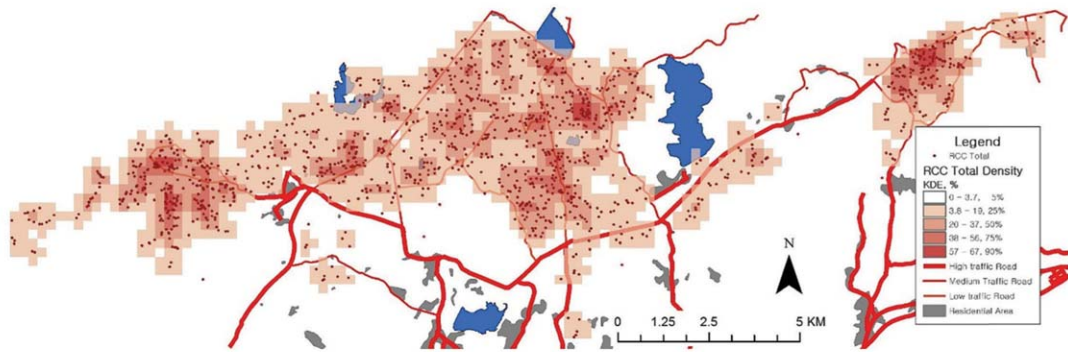 Legend
RCC Total
RCC Total Density
KDE, %
0 – 3.7, 5%
3.8 – 19, 25%
20 – 37, 50%
38 – 56, 75%
57 – 67, 90%
High traffic Road
Medium Traffic Road
Low traffic Road
Residential Area
N
0 1.25 2.5 5 KM